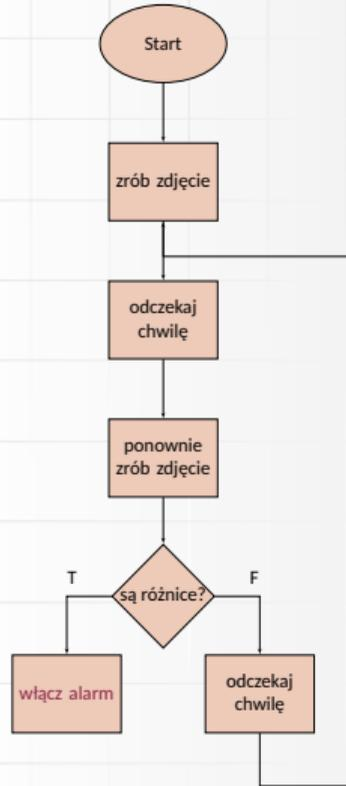 Start
zrób zdjęcie
odczekaj
chwilę
ponownie
zrób zdjęcie
T
F
są różnice?
włącz alarm
odczekaj
chwilę